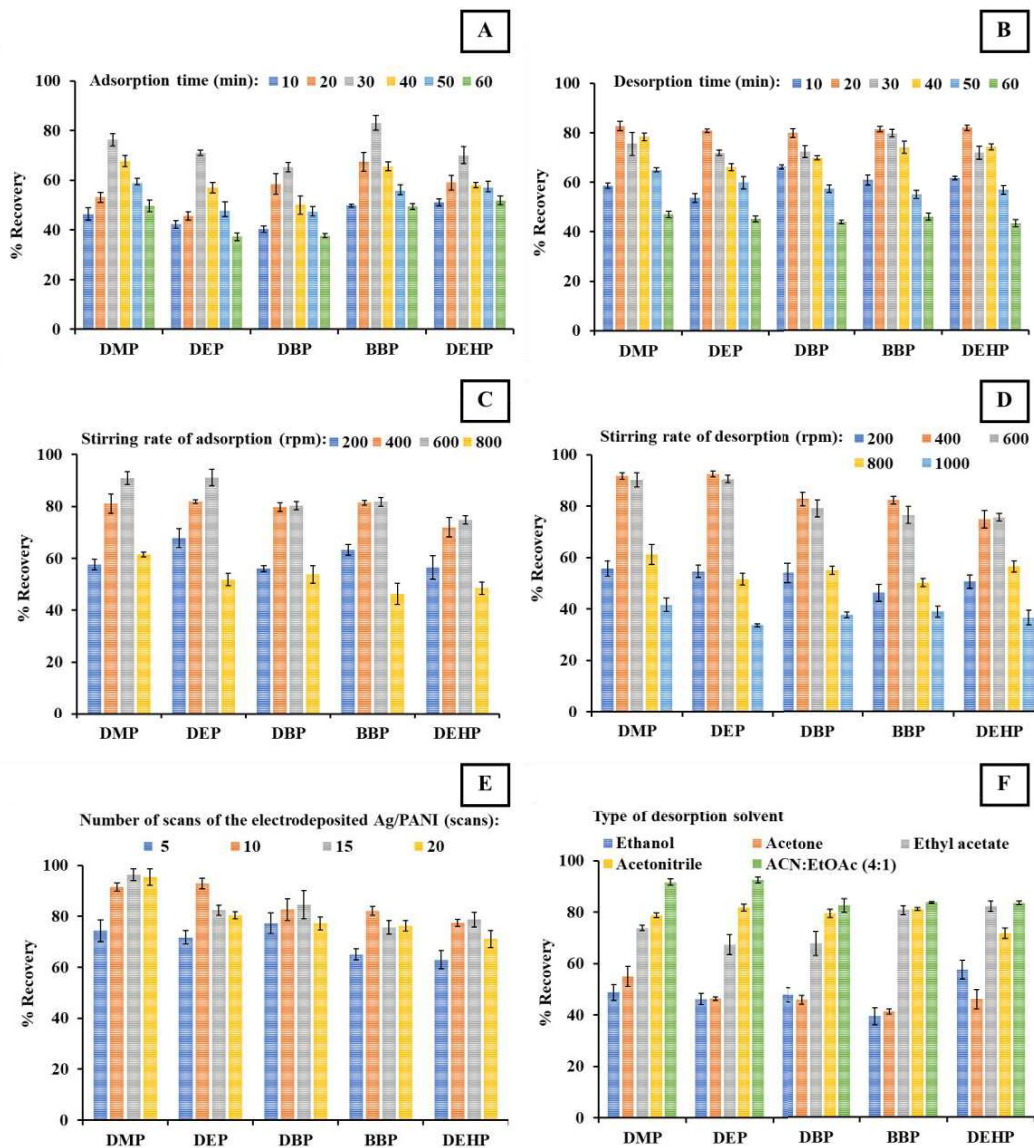 A
Adsorption time (min): 10 20 30 40 50 60
100
80
60
40
20
0
% Recovery
DMP DEP DBP BBP DEHP
B
Desorption time (min): 10 20 30 40 50 60
100
80
60
40
20
0
% Recovery
DMP DEP DBP BBP DEHP
C
Stirring rate of adsorption (rpm): 200 400 600 800
100
80
60
40
20
0
% Recovery
DMP DEP DBP BBP DEHP
D
Stirring rate of desorption (rpm): 200 400 600
800 1000
100
80
60
40
20
0
% Recovery
DMP DEP DBP BBP DEHP
E
Number of scans of the electrodeposited Ag/PANI (scans):
5 10 15 20
100
80
60
40
20
0
% Recovery
DMP DEP DBP BBP DEHP
F
Type of desorption solvent
Ethanol Acetone Ethyl acetate
Acetonitrile ACN:EtOAc (4:1)
100
80
60
40
20
0
% Recovery
DMP DEP DBP BBP DEHP